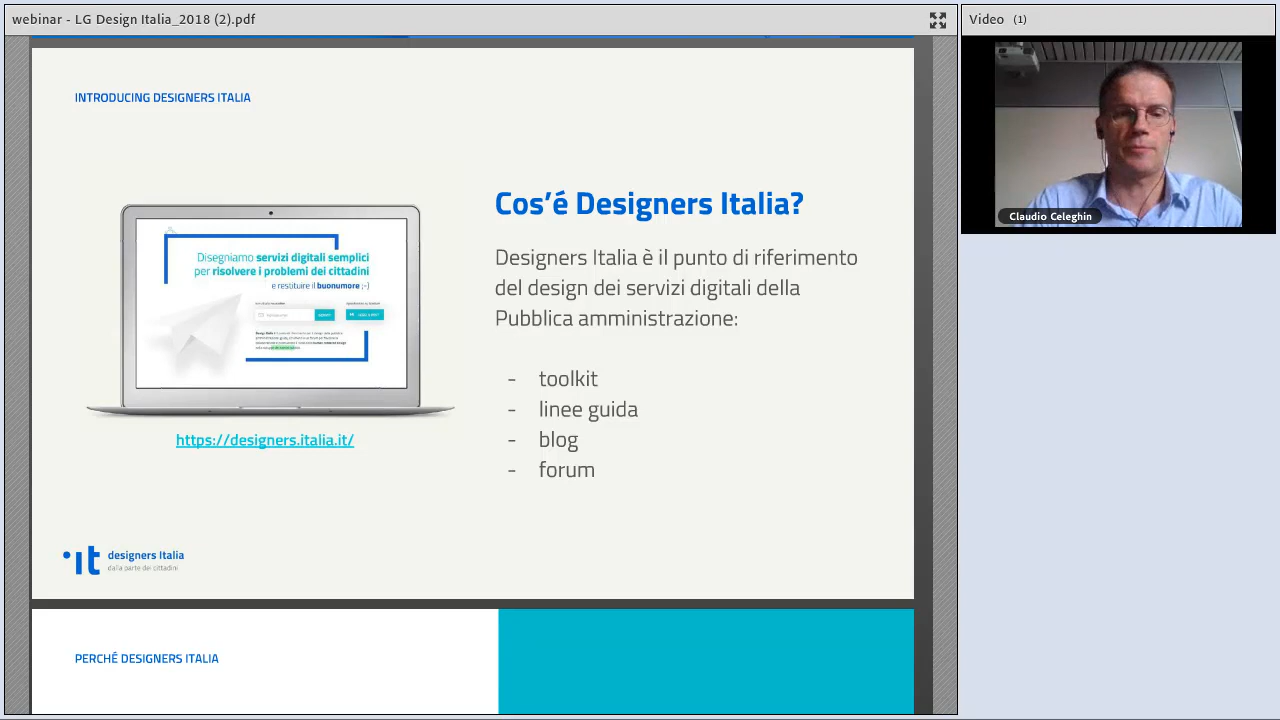 webinar - LG Design Italia_2018 (2).pdf
Video (1)
INTRODUCING DESIGNERS ITALIA
Disegniamo servizi digitali semplici
per risolvere i problemi dei cittadini
e restituire il buonumore ;-)
https://designers.italia.it/
Cos’é Designers Italia?
Designers Italia è il punto di riferimento
del design dei servizi digitali della
Pubblica amministrazione:
- toolkit
- linee guida
- blog
- forum
it designers Italia
dalla parte dei cittadini
PERCHÉ DESIGNERS ITALIA
Claudio Celeghin